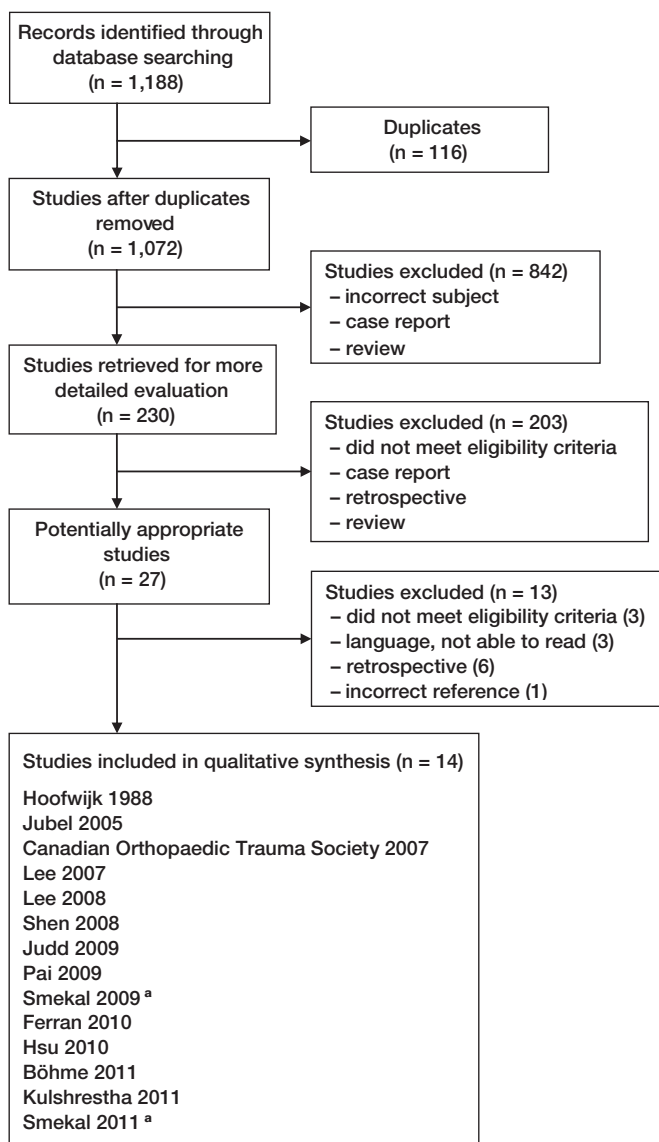 Records identified through
database searching
(n = 1,188)
Duplicates
(n = 116)
Studies after duplicates
removed
(n = 1,072)
Studies excluded (n = 842)
– incorrect subject
– case report
– review
Studies retrieved for more
detailed evaluation
(n = 230)
Studies excluded (n = 203)
– did not meet eligibility criteria
– case report
– retrospective
– review
Potentially appropriate
studies
(n = 27)
Studies excluded (n = 13)
– did not meet eligibility criteria (3)
– language, not able to read (3)
– retrospective (6)
– incorrect reference (1)
Studies included in qualitative synthesis (n = 14)
Hoofwijk 1988
Jubel 2005
Canadian Orthopaedic Trauma Society 2007
Lee 2007
Lee 2008
Shen 2008
Judd 2009
Pai 2009
Smekal 2009 a
Ferran 2010
Hsu 2010
Böhme 2011
Kulshrestha 2011
Smekal 2011 a